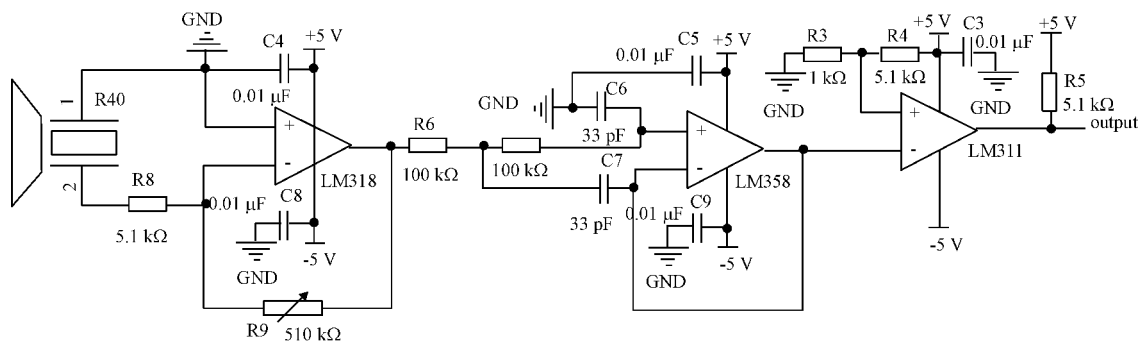 GND
C4
+5 V
0.01 µF
1
R40
2
R8
5.1 kΩ
+
-
LM318
0.01 µF
C8
GND
-5 V
R9
510 kΩ
R6
100 kΩ
100 kΩ
GND
0.01 µF
C5
+5 V
C6
33 pF
C7
33 pF
+
-
LM358
0.01 µF
C9
GND
-5 V
R3
1 kΩ
GND
R4
5.1 kΩ
+5 V
C3
0.01 µF
GND
+
-
LM311
-5 V
+5 V
R5
5.1 kΩ
output